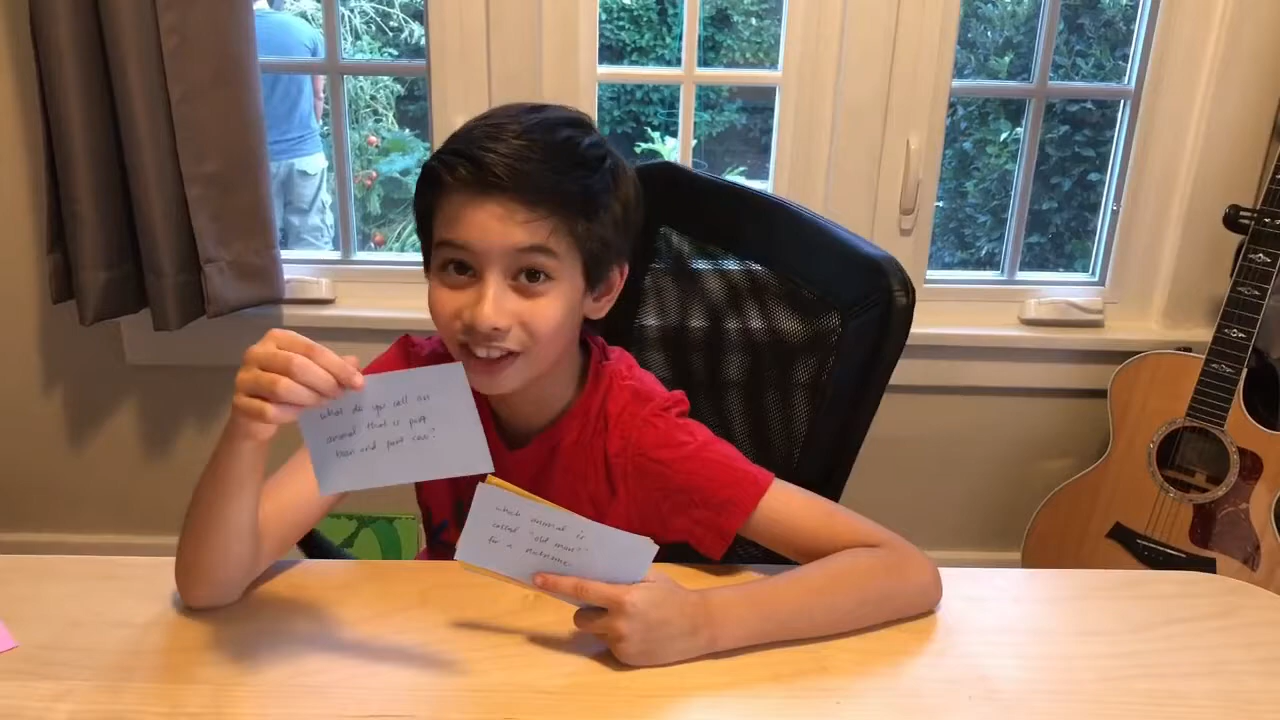 what do you call an
animal that is part
bison and part cow?
which animal is
called "old man"
for a nickname